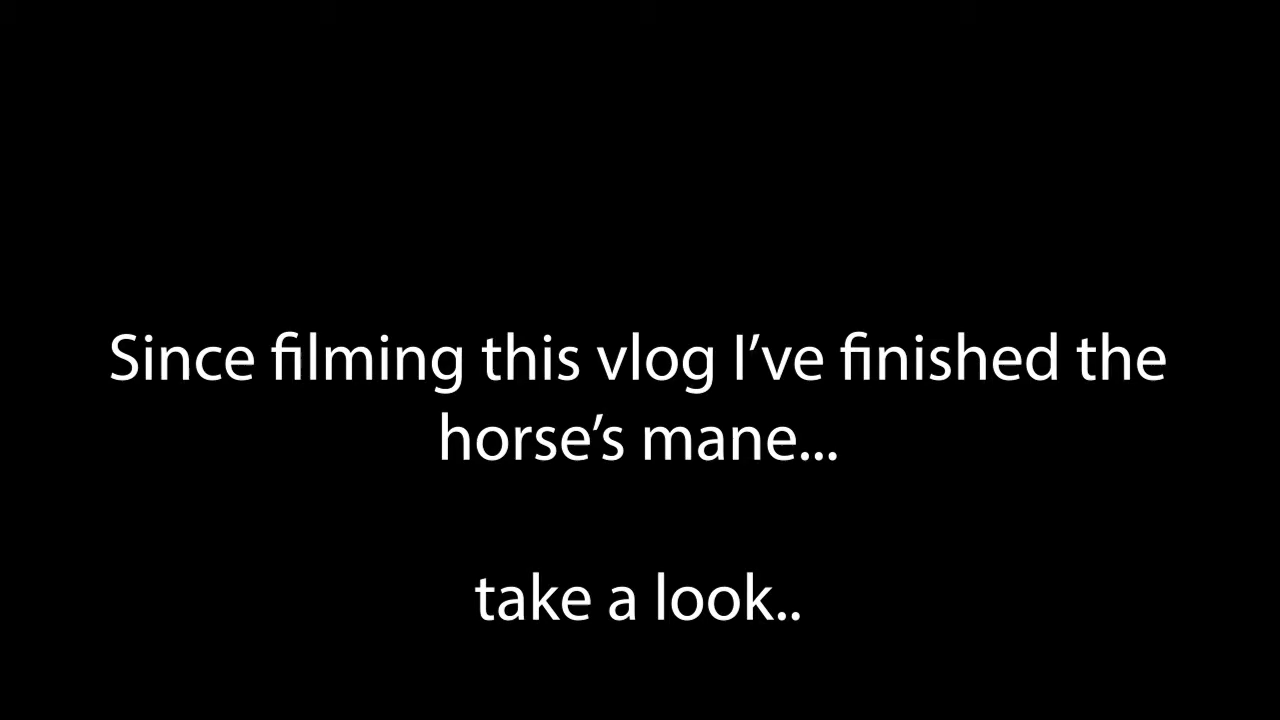 Since filming this vlog I’ve finished the
horse’s mane...
take a look..